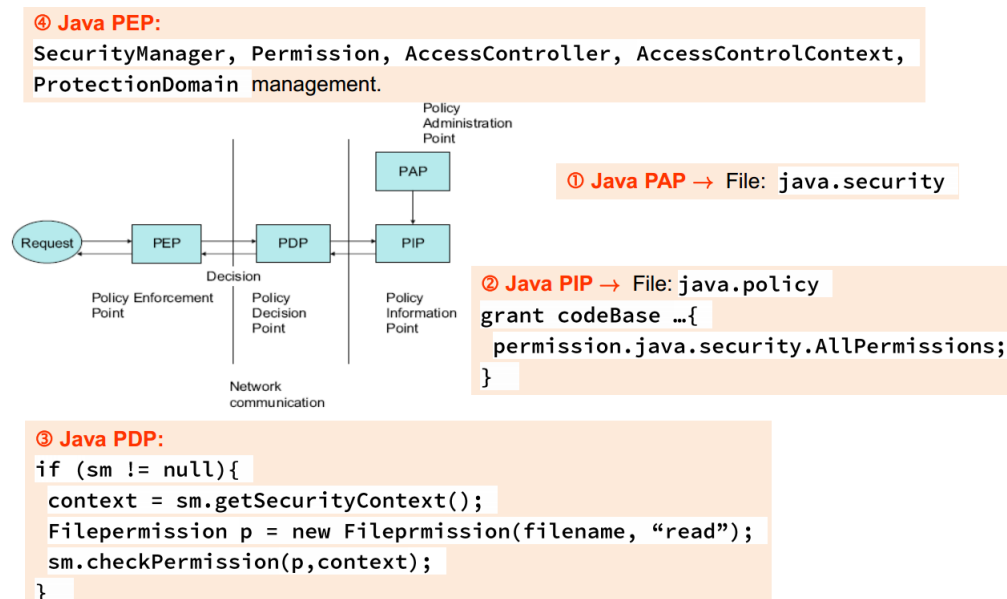 ④ Java PEP:
SecurityManager, Permission, AccessController, AccessControlContext,
ProtectionDomain management.
Policy
Administration
Point
PAP
① Java PAP → File: java.security
Request
PEP
PDP
PIP
Decision
Policy Enforcement
Point
Policy
Decision
Point
Policy
Information
Point
② Java PIP → File: java.policy
grant codeBase …{
permission.java.security.AllPermissions;
}
Network
communication
③ Java PDP:
if (sm != null){
context = sm.getSecurityContext();
Filepermission p = new Fileprmission(filename, “read”);
sm.checkPermission(p,context);
}